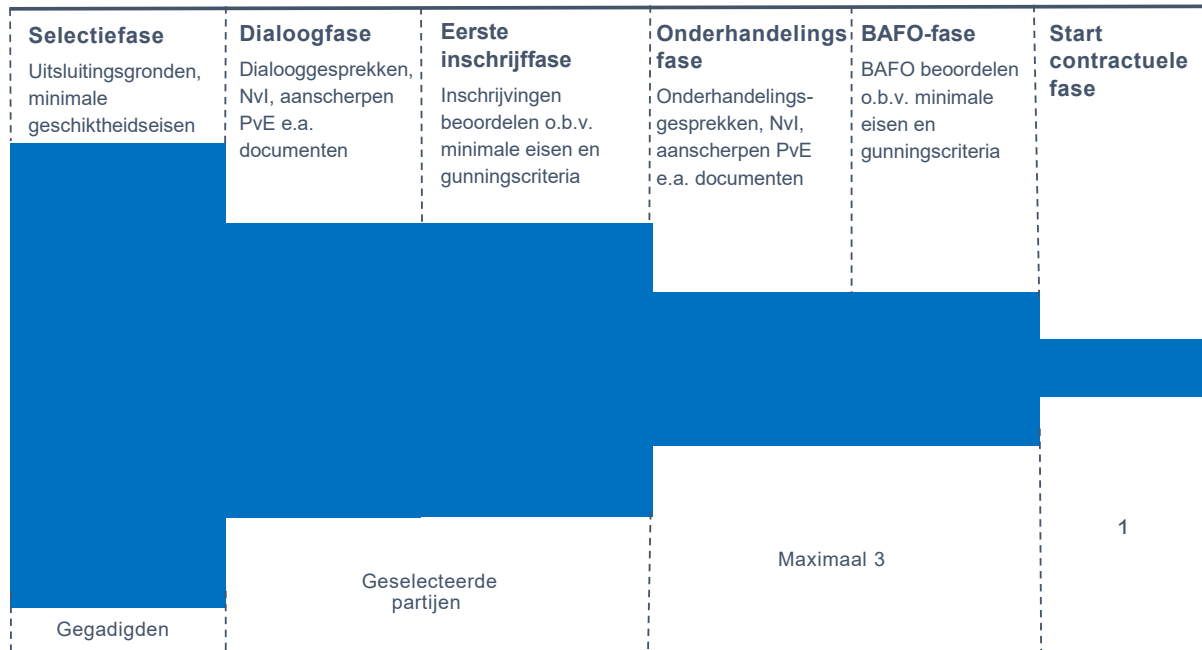 Selectiefase
Uitsluitingsgronden,
minimale
geschiktheidseisen
Dialoogfase
Dialooggesprekken,
NvI, aanscherpen
PvE e.a.
documenten
Eerste
inschrijffase
Inschrijvingen
beoordelen o.b.v.
minimale eisen en
gunningscriteria
Onderhandelings
fase
Onderhandelings-
gesprekken, NvI,
aanscherpen PvE
e.a. documenten
BAFO-fase
BAFO beoordelen
o.b.v. minimale
eisen en
gunningscriteria
Start
contractuele
fase
Gegadigden
Geselecteerde
partijen
Maximaal 3
1